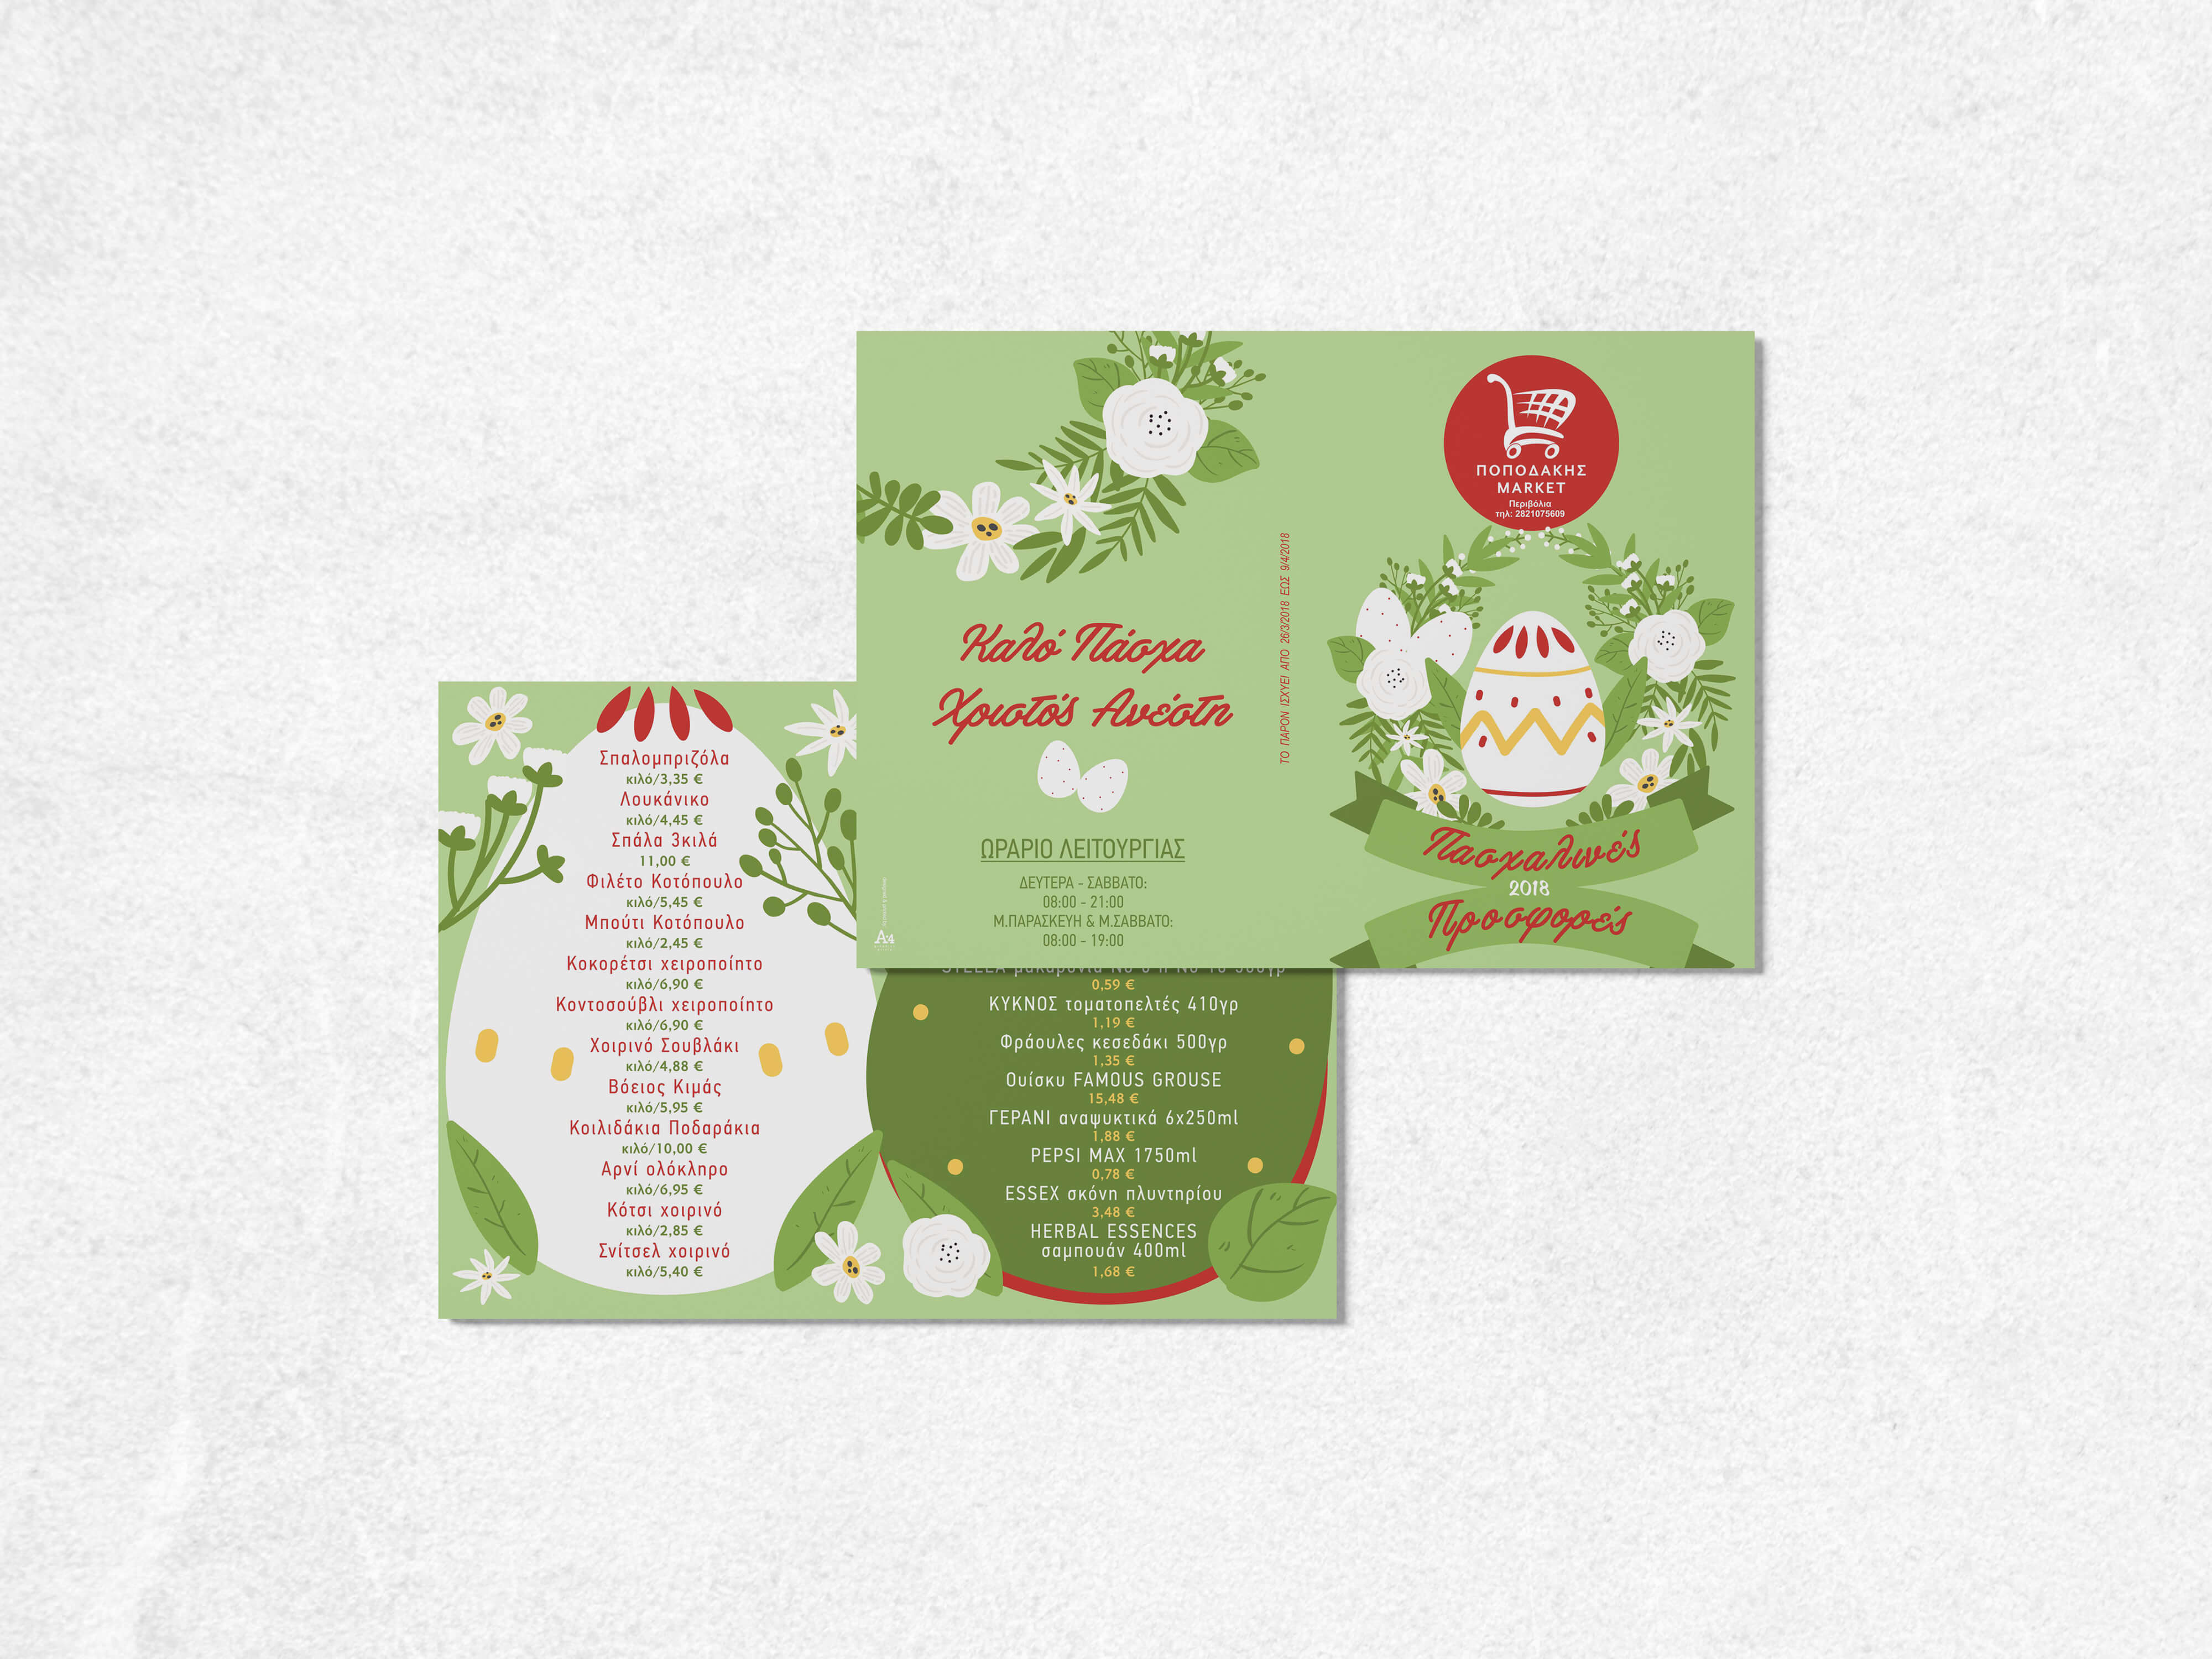 ΠΟΠΟΔΑΚΗΣ
MARKET
Περιβόλια
τηλ: 2821075609
Πασχαλινές
2018
Προσφορές
ΤΟ ΠΑΡΟΝ ΙΣΧΥΕΙ ΑΠΟ 26/3/2018 ΕΩΣ 9/4/2018
Καλό Πάσχα
Χριστός Ανέστη
ΩΡΑΡΙΟ ΛΕΙΤΟΥΡΓΙΑΣ
ΔΕΥΤΕΡΑ - ΣΑΒΒΑΤΟ:
08:00 - 21:00
Μ.ΠΑΡΑΣΚΕΥΗ & Μ.ΣΑΒΒΑΤΟ:
08:00 - 19:00
A4
Σπαλομπριζόλα
κιλό/3,35 €
Λουκάνικο
κιλό/4,45 €
Σπάλα 3κιλά
11,00 €
Φιλέτο Κοτόπουλο
κιλό/5,45 €
Μπούτι Κοτόπουλο
κιλό/2,45 €
Κοκορέτσι χειροποίητο
κιλό/6,90 €
Κοντοσούβλι χειροποίητο
κιλό/6,90 €
Χοιρινό Σουβλάκι
κιλό/4,88 €
Βόειος Κιμάς
κιλό/5,95 €
Κοιλιδάκια Ποδαράκια
κιλό/10,00 €
Αρνί ολόκληρο
κιλό/6,95 €
Κότσι χοιρινό
κιλό/2,85 €
Σνίτσελ χοιρινό
κιλό/5,40 €
0,59 €
ΚΥΚΝΟΣ τοματοπελτές 410γρ
1,19 €
Φράουλες κεσεδάκι 500γρ
1,35 €
Ουίσκυ FAMOUS GROUSE
15,48 €
ΓΕΡΑΝΙ αναψυκτικά 6x250ml
1,88 €
PEPSI MAX 1750ml
0,78 €
ESSEX σκόνη πλυντηρίου
3,48 €
HERBAL ESSENCES
σαμπουάν 400ml
1,68 €